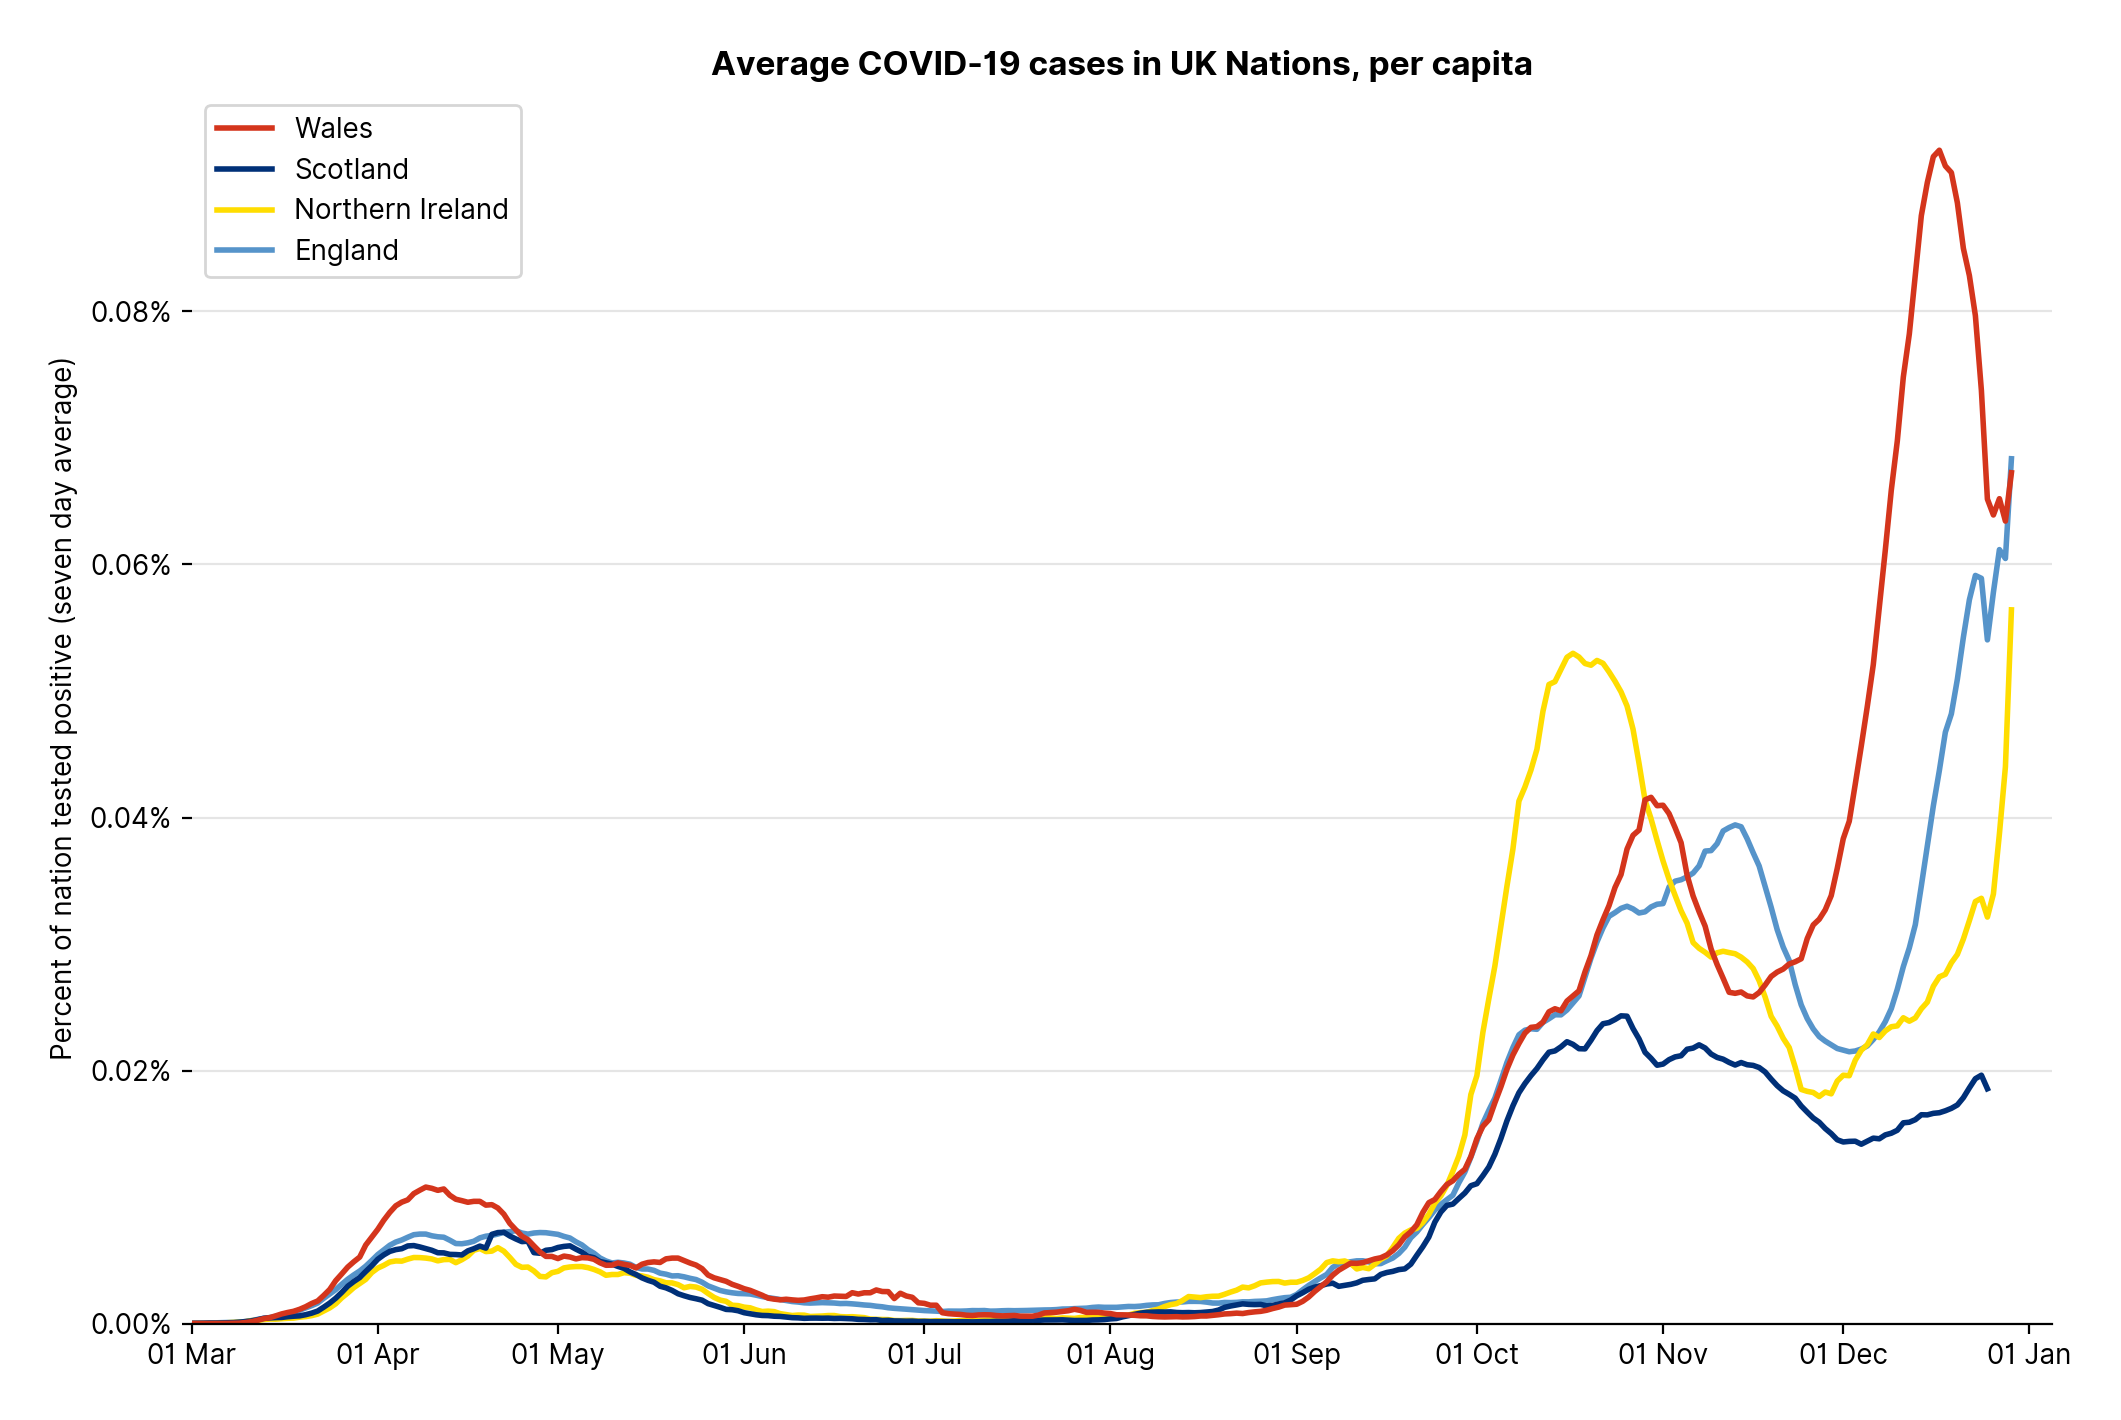 Average COVID-19 cases in UK Nations, per capita
Wales
Scotland
Northern Ireland
England
Percent of nation tested positive (seven day average)
0.08%
0.06%
0.04%
0.02%
0.00%
01 Mar 01 Apr 01 May 01 Jun 01 Jul 01 Aug 01 Sep 01 Oct 01 Nov 01 Dec 01 Jan